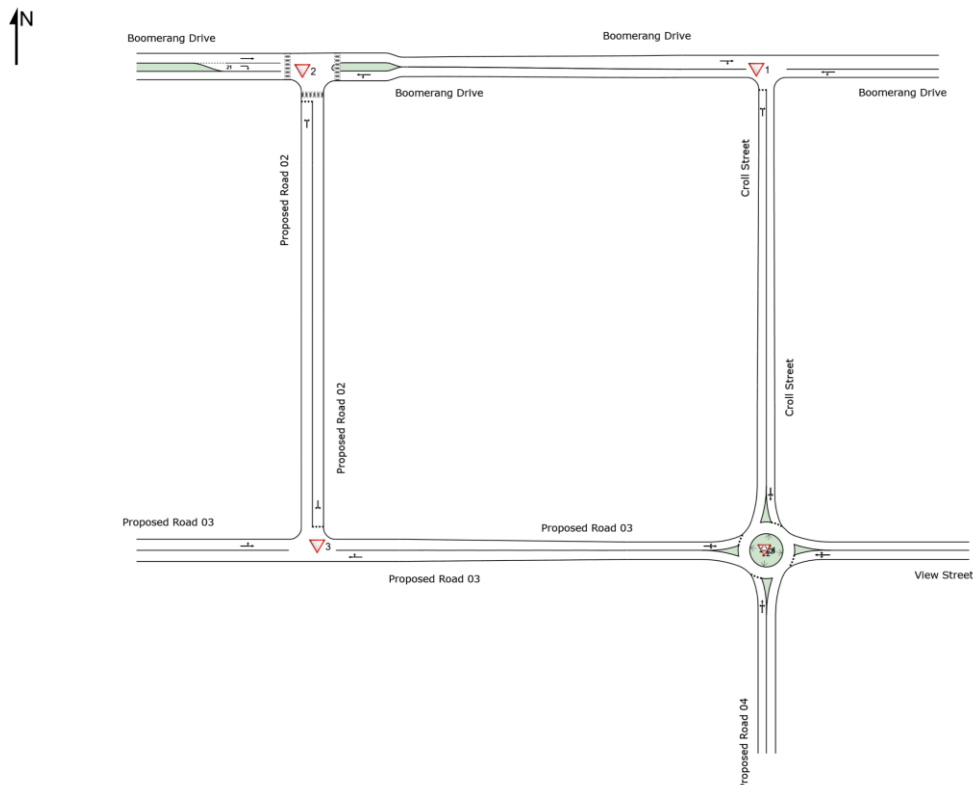 N
Boomerang Drive
Boomerang Drive
2
1
Boomerang Drive
Boomerang Drive
Proposed Road 02
Croll Street
Proposed Road 02
Croll Street
Proposed Road 03
Proposed Road 03
3
Proposed Road 03
View Street
Proposed Road 04